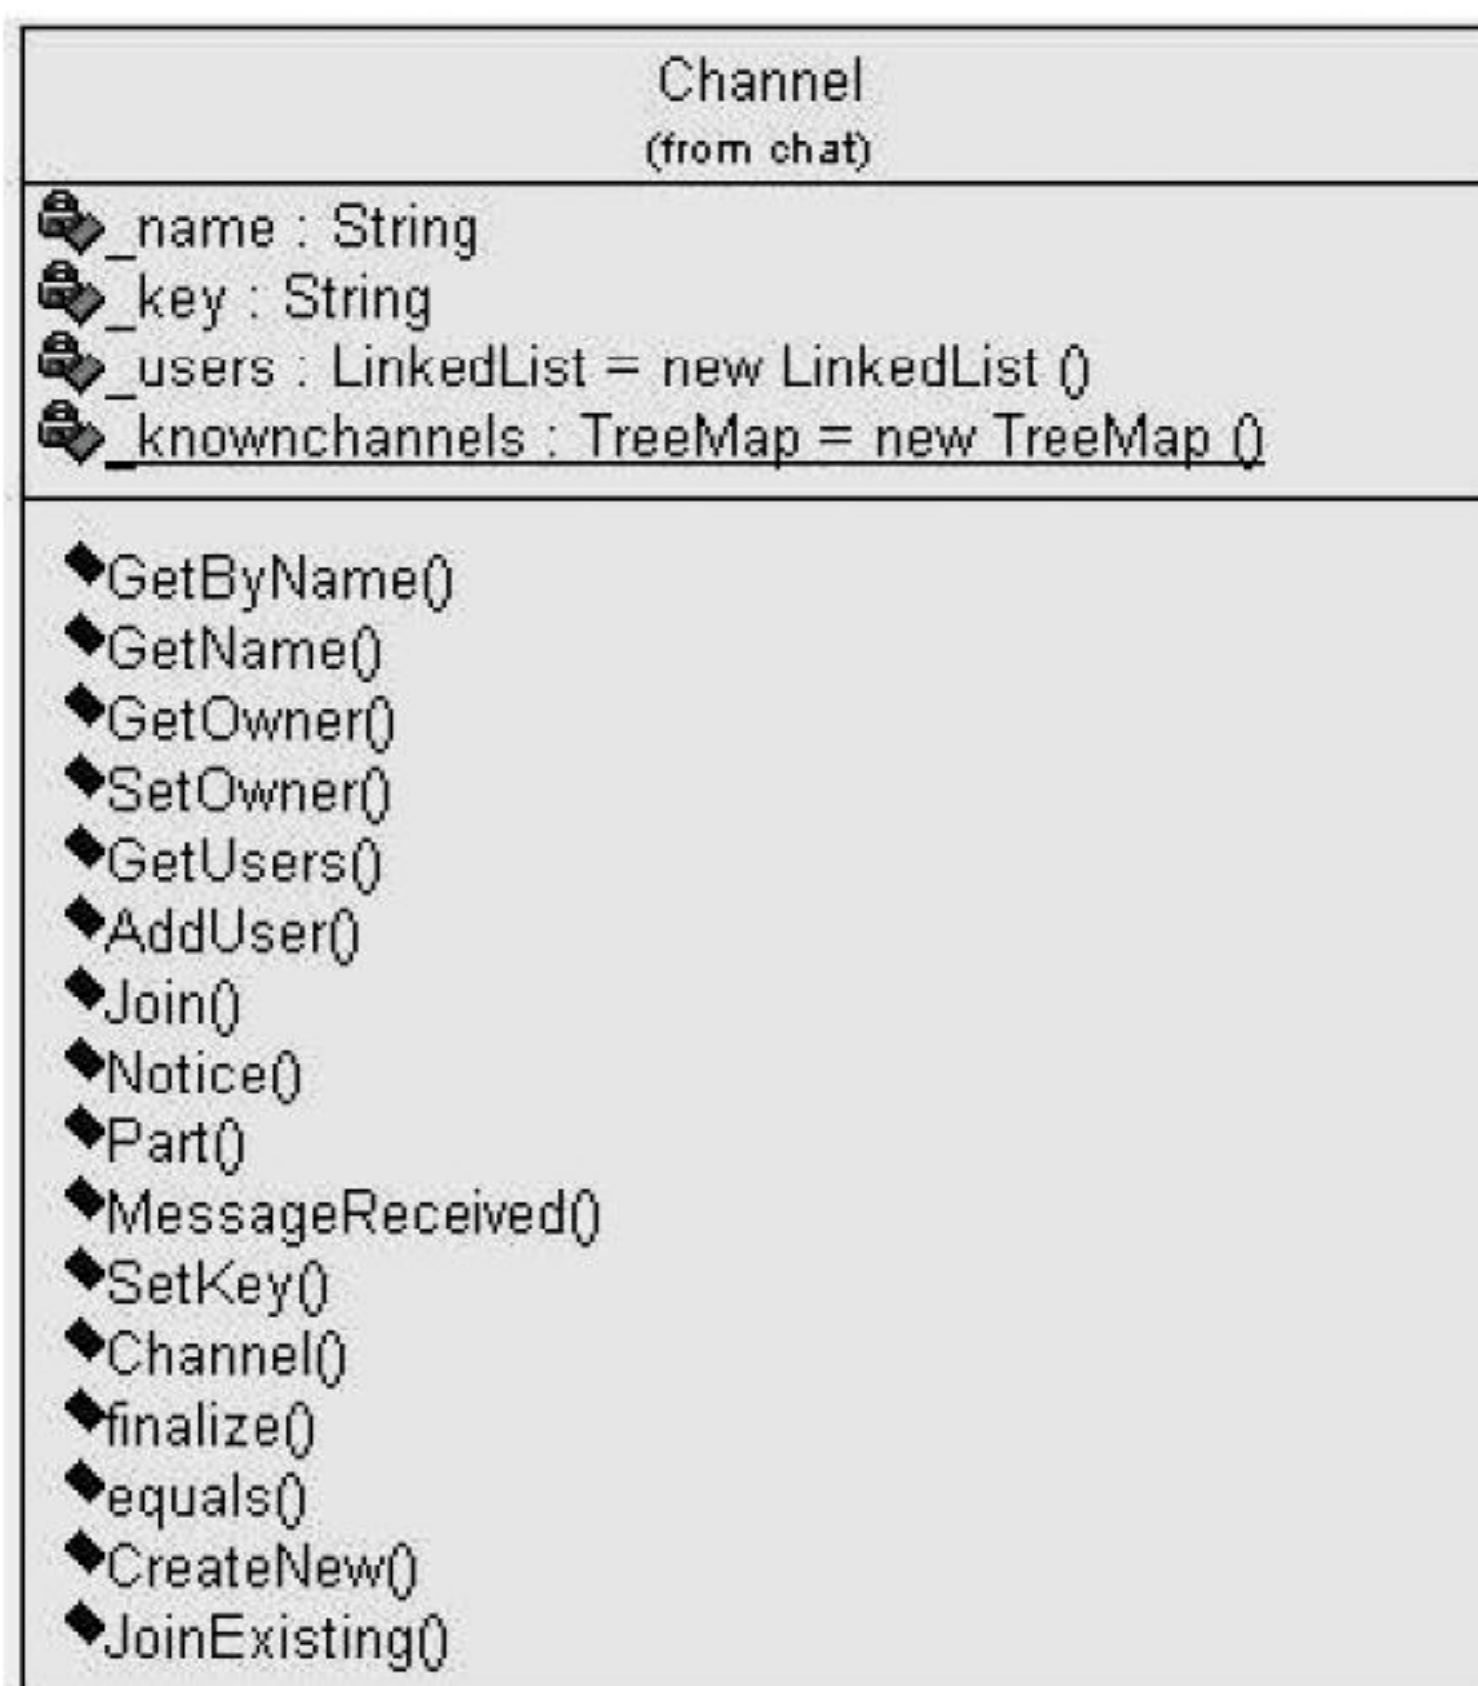 Channel
(from chat)
_name : String
_key : String
_users : LinkedList = new LinkedList ()
_knownchannels : TreeMap = new TreeMap ()
GetByName()
GetName()
GetOwner()
SetOwner()
GetUsers()
AddUser()
Join()
Notice()
Part()
MessageReceived()
SetKey()
Channel()
finalize()
equals()
CreateNew()
JoinExisting()